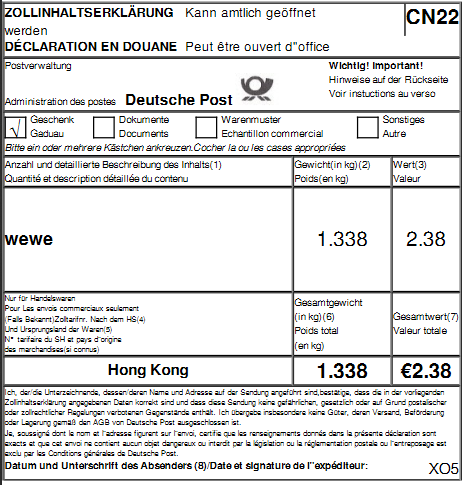 ZOLLINHALTSERKLÄRUNG Kann amtlich geöffnet
werden
DÉCLARATION EN DOUANE Peut être ouvert d"office
CN22
Postverwaltung
Administration des postes Deutsche Post
Wichtig! Important!
Hinweise auf der Rückseite
Voir instuctions au verso
√ Geschenk
Gaduau
Dokumente
Documents
Warenmuster
Echantillon commercial
Sonstiges
Autre
Bitte ein oder mehrere Kästchen ankreuzen.Cocher la ou les cases appropriées
Anzahl und detaillierte Beschreibung des Inhalts(1)
Quantité et description détaillée du contenu
Gewicht(in kg)(2)
Poids(en kg)
Wert(3)
Valeur
wewe
1.338
2.38
Nur für Handelswaren
Pour Les envois commerciaux seulement
(Falls Bekannt)Zolltarifnr. Nach dem HS(4)
Und Ursprungsland der Waren(5)
N° tarifaire du SH et pays d'origine
des marchandises(si connus)
Gesamtgewicht
(in kg)(6)
Poids total
(en kg)
Gesamtwert(7)
Valeur totale
Hong Kong
1.338
€2.38
Ich, der/die Unterzeichnende, dessen/deren Name und Adresse auf der Sendung angeführt sind,bestätige, dass die in der vorliegenden
Zollinhaltserklärung angegebenen Daten korrekt sind und dass diese Sendung keine gefährlichen, gesetzlich oder auf Grund postalischer
oder zollrechtlicher Regelungen verbotenen Gegenstände enthält. Ich übergebe insbesondere keine Güter, deren Versand, Beförderung
oder Lagerung gemäß den AGB von Deutsche Post ausgeschlossen ist.
Je, soussigné dont le nom et l'adresse figurent sur l'envoi, certifie que les renseignements donnés dans la présente déclaration sont
exacts et que cet envoi ne contient aucun objet dangereux ou interdit par la législation ou la réglementation postale ou l'entreposage est
exclu par les Conditions générales de Deutsche Post.
Datum und Unterschrift des Absenders (8)/Date et signature de l"expéditeur:
XO5